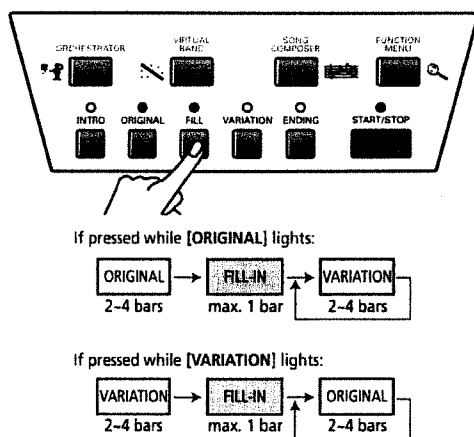 ORCHESTRATOR VIRTUAL BAND SONG COMPOSER FUNCTION MENU
INTRO ORIGINAL FILL VARIATION ENDING START/STOP
If pressed while [ORIGINAL] lights:
ORIGINAL FILL-IN VARIATION
2~4 bars max. 1 bar 2~4 bars
If pressed while [VARIATION] lights:
VARIATION FILL-IN ORIGINAL
2~4 bars max. 1 bar 2~4 bars